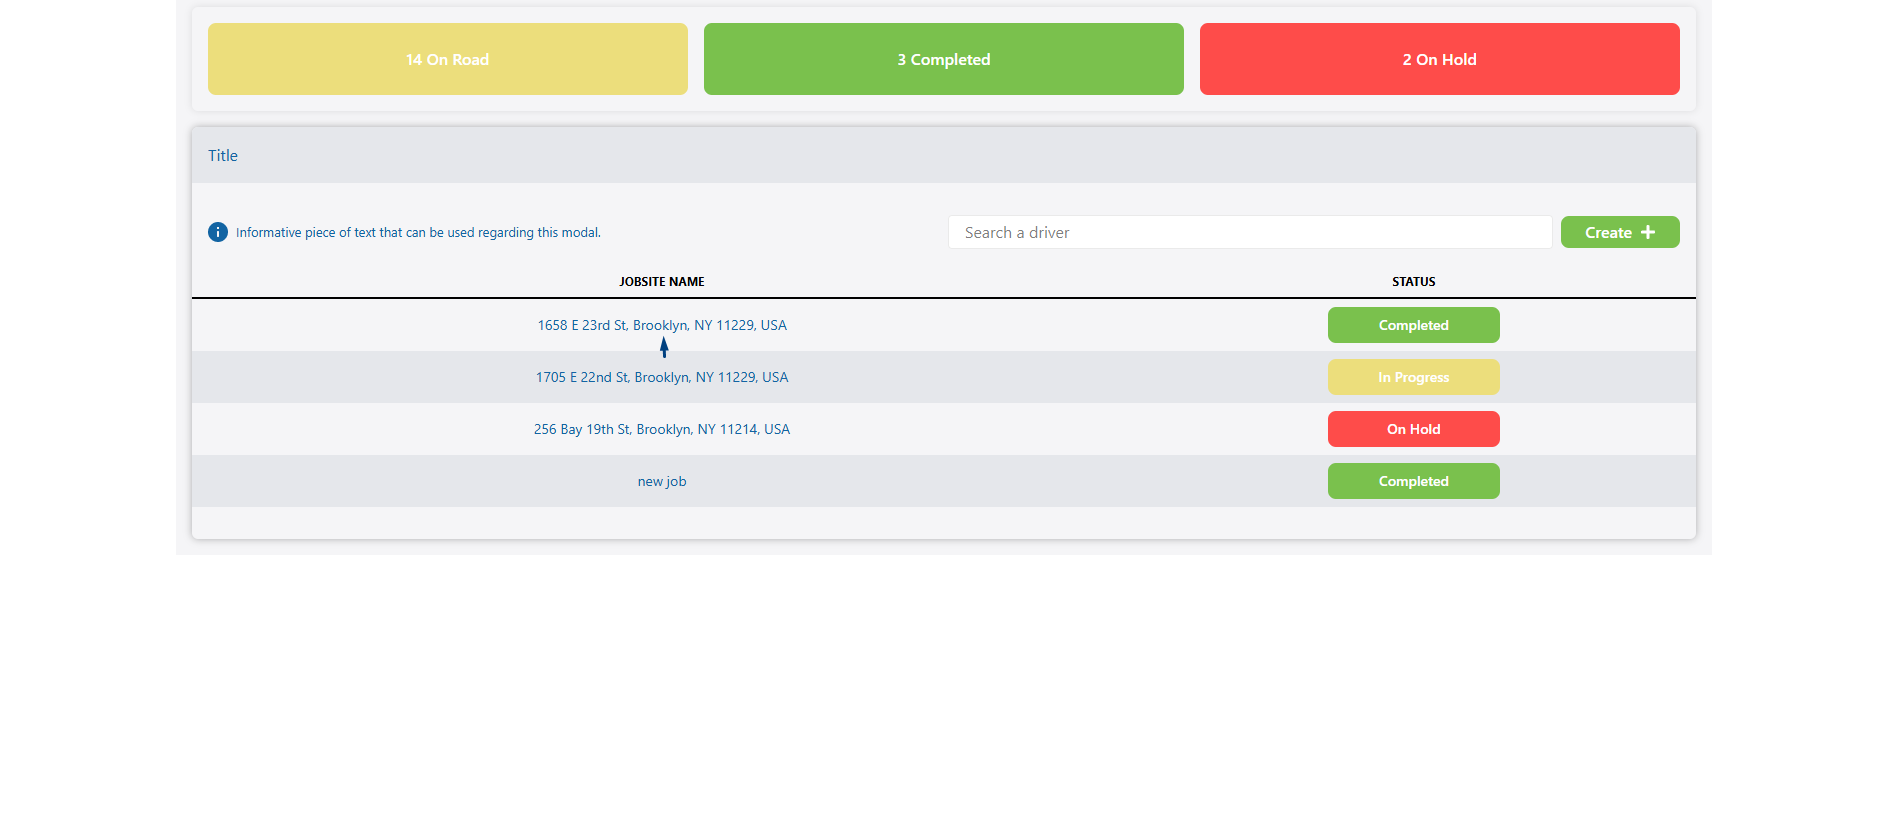 14 On Road
3 Completed
2 On Hold
Title
Informative piece of text that can be used regarding this modal.
Search a driver
Create
JOBSITE NAME
STATUS
1658 E 23rd St, Brooklyn, NY 11229, USA
Completed
1705 E 22nd St, Brooklyn, NY 11229, USA
In Progress
256 Bay 19th St, Brooklyn, NY 11214, USA
On Hold
new job
Completed